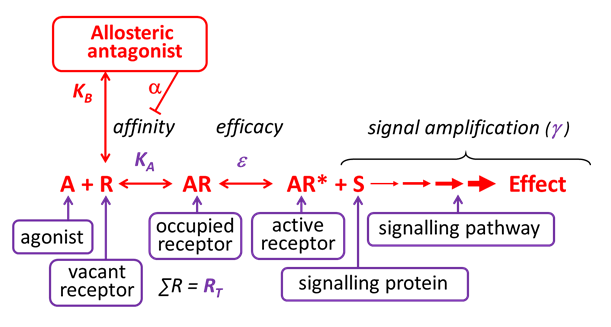 Allosteric
antagonist
K_B
α
affinity
efficacy
signal amplification (γ)
K_A
ε
A + R
AR
AR* + S
Effect
agonist
occupied
receptor
active
receptor
signalling pathway
vacant
receptor
∑R = R_T
signalling protein